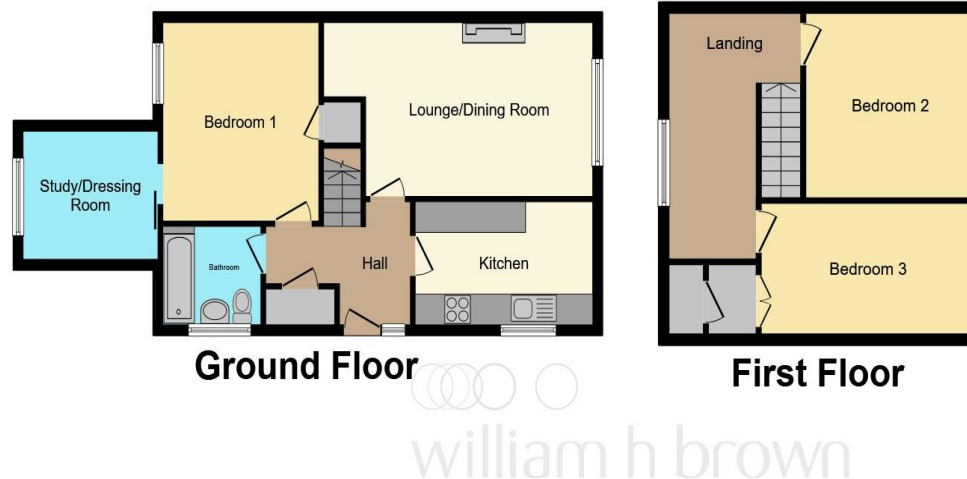 Landing
Bedroom 2
Lounge/Dining Room
Bedroom 1
Study/Dressing
Room
Bathroom
Hall
Kitchen
Bedroom 3
Ground Floor
First Floor
william h brown